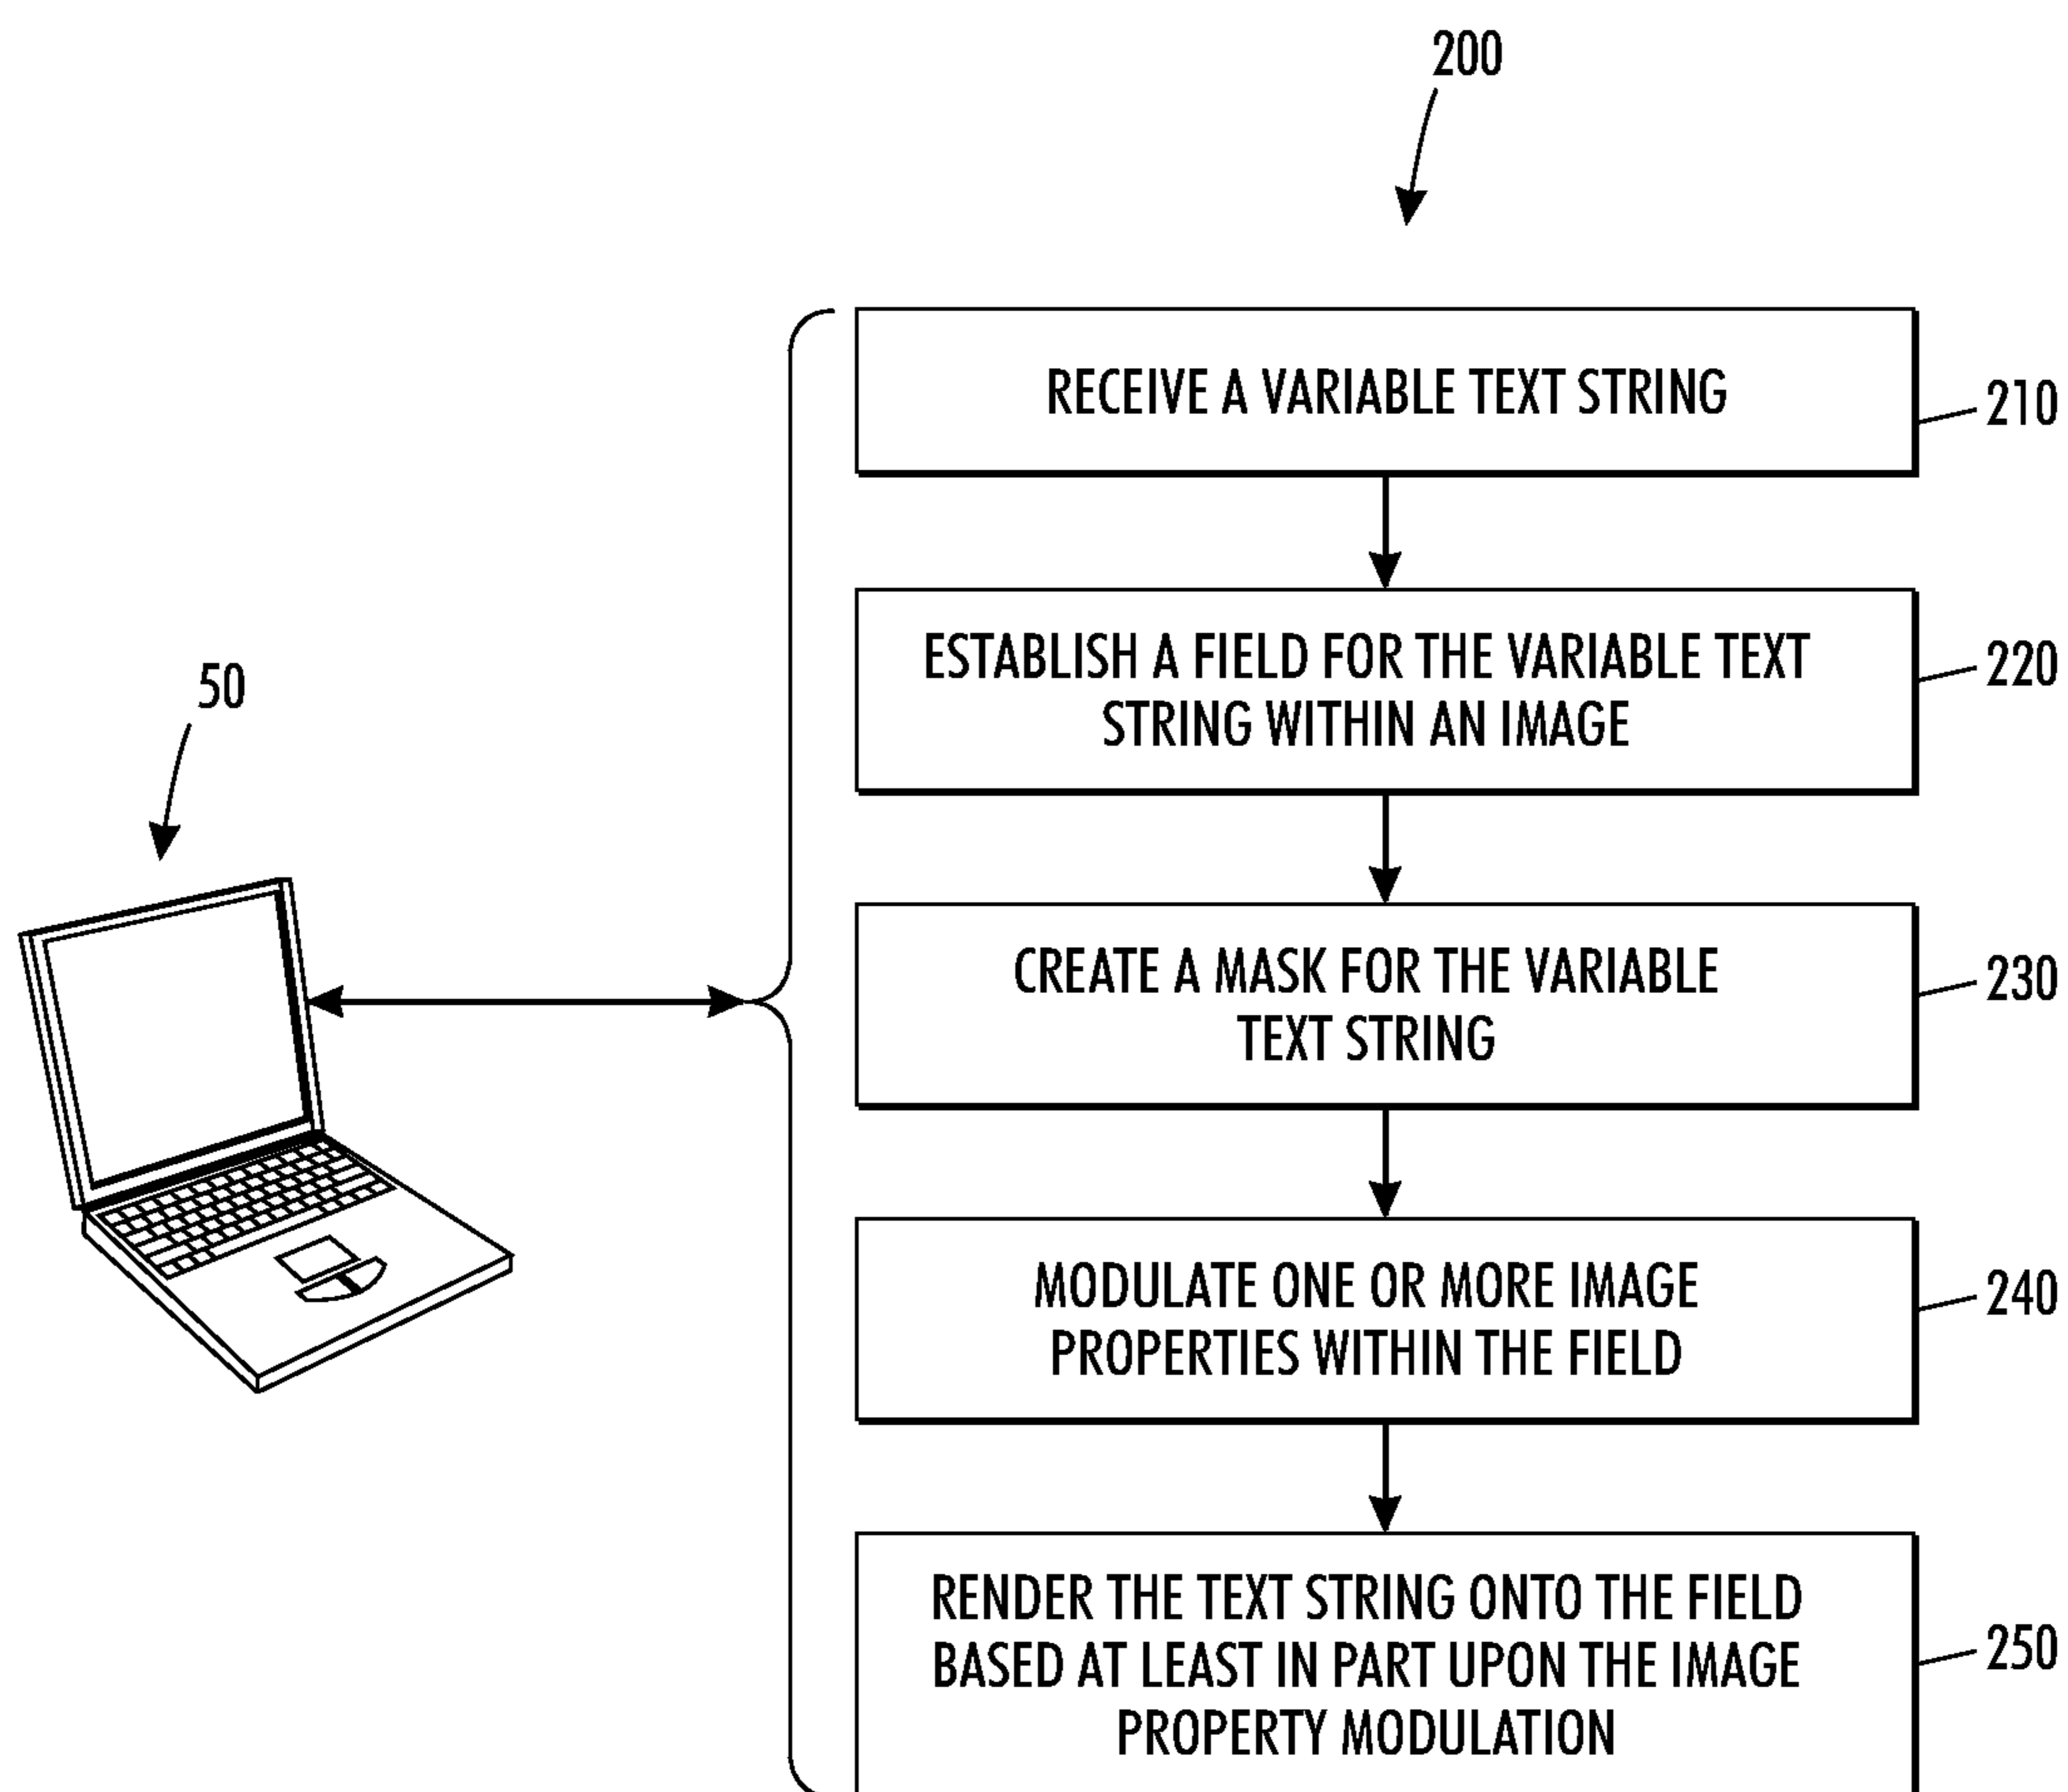 200
RECEIVE A VARIABLE TEXT STRING
210
ESTABLISH A FIELD FOR THE VARIABLE TEXT
STRING WITHIN AN IMAGE
220
50
CREATE A MASK FOR THE VARIABLE
TEXT STRING
230
MODULATE ONE OR MORE IMAGE
PROPERTIES WITHIN THE FIELD
240
RENDER THE TEXT STRING ONTO THE FIELD
BASED AT LEAST IN PART UPON THE IMAGE
PROPERTY MODULATION
250